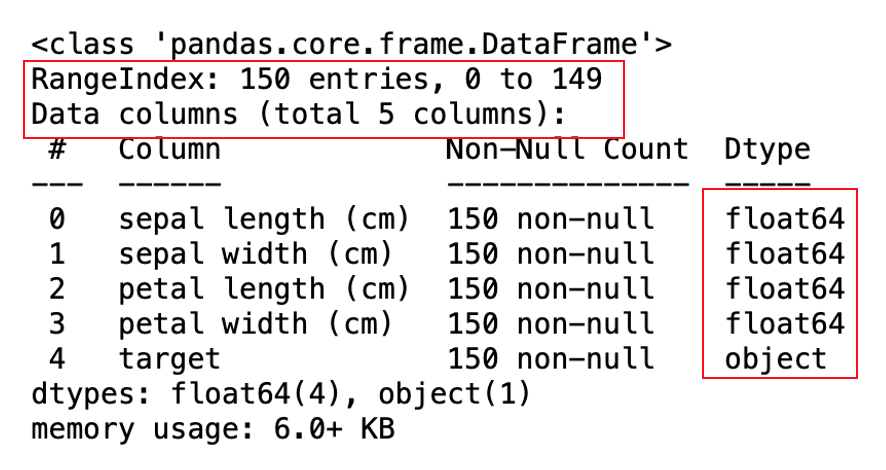 <class 'pandas.core.frame.DataFrame'>
RangeIndex: 150 entries, 0 to 149
Data columns (total 5 columns):
 #   Column             Non-Null Count  Dtype
---  ------             --------------  -----
 0   sepal length (cm)  150 non-null    float64
 1   sepal width (cm)   150 non-null    float64
 2   petal length (cm)  150 non-null    float64
 3   petal width (cm)   150 non-null    float64
 4   target             150 non-null    object
dtypes: float64(4), object(1)
memory usage: 6.0+ KB